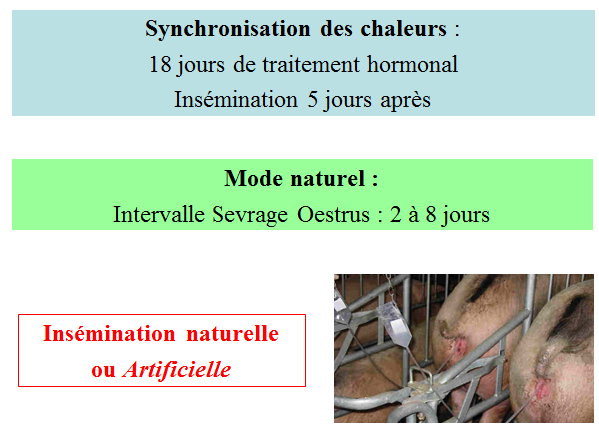 Synchronisation des chaleurs :
18 jours de traitement hormonal
Insémination 5 jours après
Mode naturel :
Intervalle Sevrage Oestrus : 2 à 8 jours
Insémination naturelle
ou Artificielle